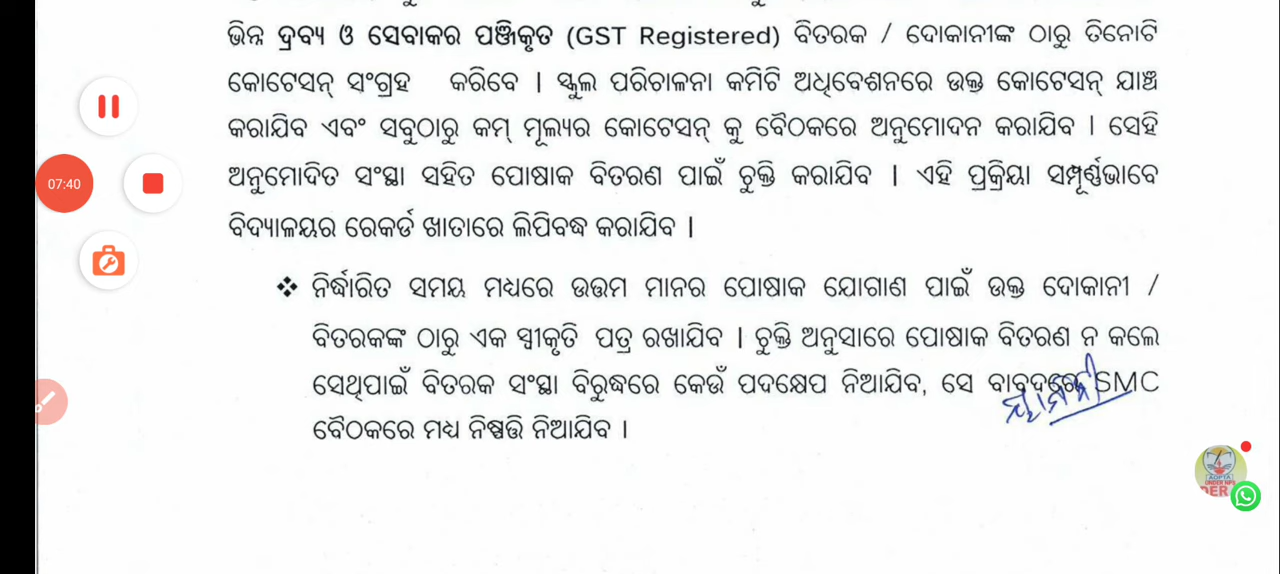 ଭିନ୍ନ ଦ୍ରବ୍ୟ ଓ ସେବାକର ପଞ୍ଜିକୃତ (GST Registered) ବିତରକ / ଦୋକାନୀଙ୍କ ଠାରୁ ତିନୋଟି
କୋଟେସନ୍ ସଂଗ୍ରହ କରିବେ । ସ୍କୁଲ ପରିଚାଳନା କମିଟି ଅଧିବେଶନରେ ଉକ୍ତ କୋଟେସନ୍ ଯାଞ୍ଚ
କରାଯିବ ଏବଂ ସବୁଠାରୁ କମ୍ ମୂଲ୍ୟର କୋଟେସନ୍ କୁ ବୈଠକରେ ଅନୁମୋଦନ କରାଯିବ । ସେହି
ଅନୁମୋଦିତ ସଂସ୍ଥା ସହିତ ପୋଷାକ ବିତରଣ ପାଇଁ ଚୁକ୍ତି କରାଯିବ । ଏହି ପ୍ରକ୍ରିୟା ସମ୍ପୂର୍ଣ୍ଣଭାବେ
ବିଦ୍ୟାଳୟର ରେକର୍ଡ ଖାତାରେ ଲିପିବଦ୍ଧ କରାଯିବ ।
❖ ନିର୍ଦ୍ଧାରିତ ସମୟ ମଧ୍ୟରେ ଉତ୍ତମ ମାନର ପୋଷାକ ଯୋଗାଣ ପାଇଁ ଉକ୍ତ ଦୋକାନୀ /
ବିତରକଙ୍କ ଠାରୁ ଏକ ସ୍ୱୀକୃତି ପତ୍ର ରଖାଯିବ । ଚୁକ୍ତି ଅନୁସାରେ ପୋଷାକ ବିତରଣ ନ କଲେ
ସେଥିପାଇଁ ବିତରକ ସଂସ୍ଥା ବିରୁଦ୍ଧରେ କେଉଁ ପଦକ୍ଷେପ ନିଆଯିବ, ସେ ବାବଦରେ SMC
ବୈଠକରେ ମଧ୍ୟ ନିଷ୍ପତ୍ତି ନିଆଯିବ ।
07:40
AOPTA
UNDER NPS